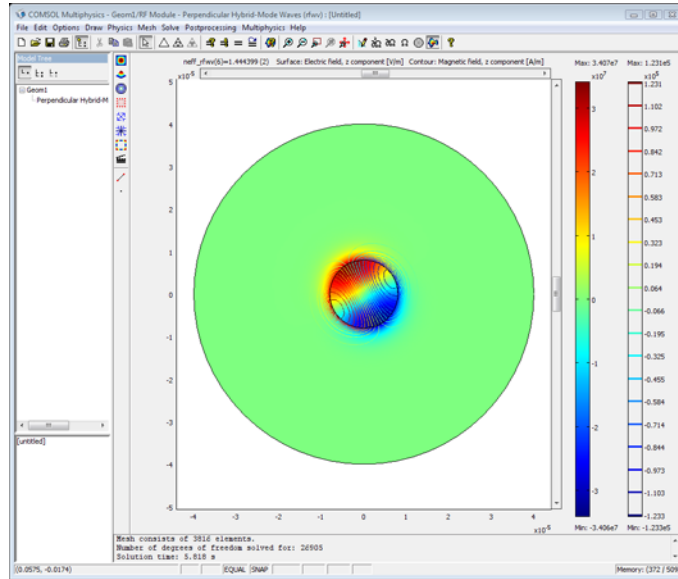 COMSOL Multiphysics - Geom1/RF Module - Perpendicular Hybrid-Mode Waves (rfwv) : [Untitled]
File Edit Options Draw Physics Mesh Solve Postprocessing Multiphysics Help
Model Tree
Geom1
Perpendicular Hybrid-M
[untitled]
neff_rfwv(6)=1.444399 (2) Surface: Electric field, z component [V/m] Contour: Magnetic field, z component [A/m]
Max: 3.407e7 Max: 1.231e5
×10⁻⁵
×10⁷ ×10⁵
5
4
3
2
1
0
-1
-2
-3
-4
-5
-4 -3 -2 -1 0 1 2 3 4
×10⁻⁵
3
2
1
0
-1
-2
-3
1.231
1.102
0.972
0.842
0.713
0.583
0.453
0.323
0.194
0.064
-0.066
-0.195
-0.325
-0.455
-0.584
-0.714
-0.844
-0.973
-1.103
-1.233
Min: -3.406e7 Min: -1.233e5
Mesh consists of 3816 elements.
Number of degrees of freedom solved for: 26905
Solution time: 5.818 s
(0.0575, -0.0174) EQUAL SNAP Memory: (372 / 509